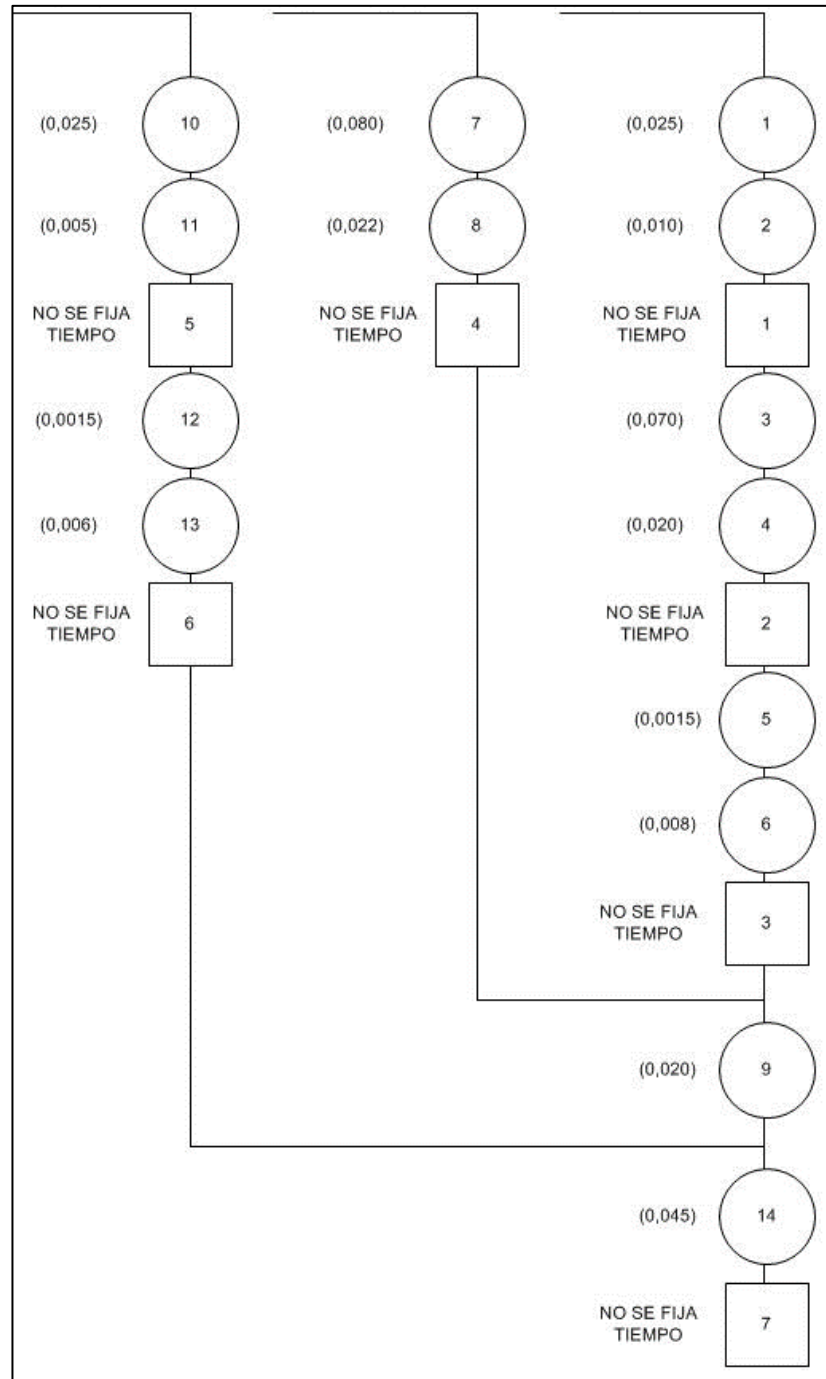 (0,025) 10 (0,080) 7 (0,025) 1
(0,005) 11 (0,022) 8 (0,010) 2
NO SE FIJA
TIEMPO
5
NO SE FIJA
TIEMPO
4
NO SE FIJA
TIEMPO
1
(0,0015) 12 (0,070) 3
(0,006) 13 (0,020) 4
NO SE FIJA
TIEMPO
6
NO SE FIJA
TIEMPO
2
(0,0015) 5
(0,008) 6
NO SE FIJA
TIEMPO
3
(0,020) 9
(0,045) 14
NO SE FIJA
TIEMPO
7